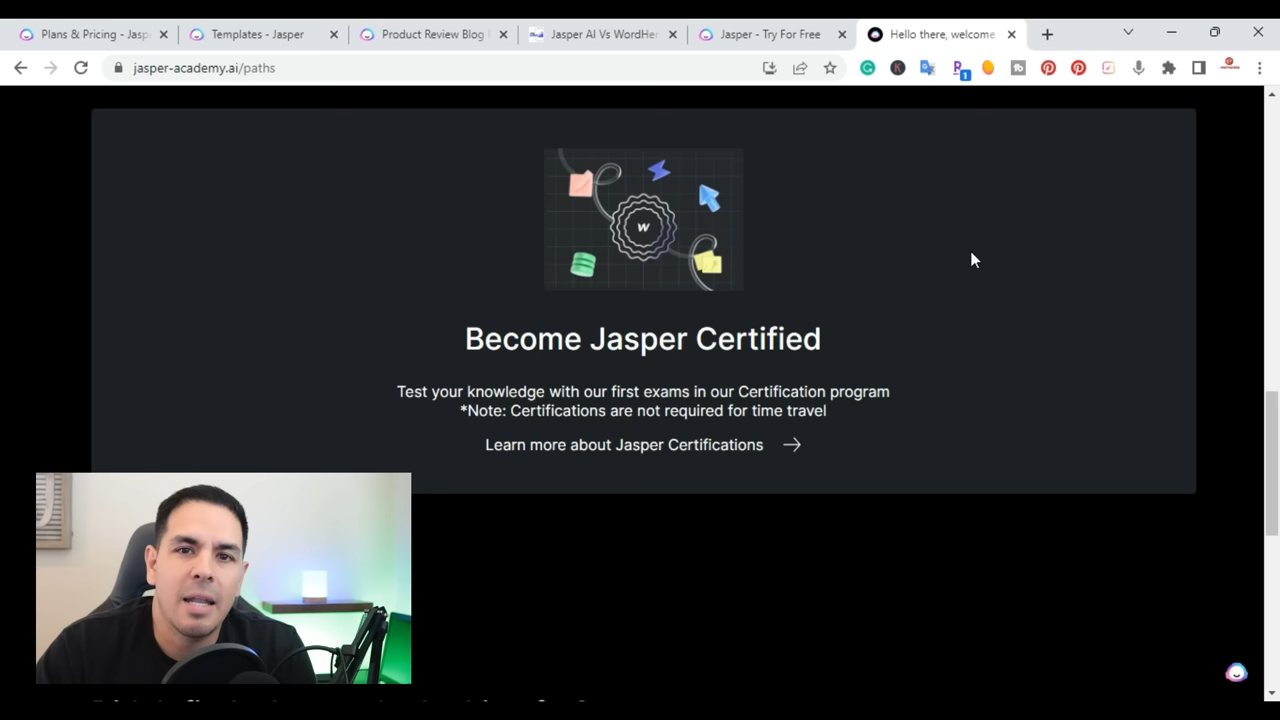 Plans & Pricing - Jasp
Templates - Jasper
Product Review Blog
Jasper AI Vs WordHer
Jasper - Try For Free
Hello there, welcome
jasper-academy.ai/paths
1
W
Become Jasper Certified
Test your knowledge with our first exams in our Certification program
*Note: Certifications are not required for time travel
Learn more about Jasper Certifications